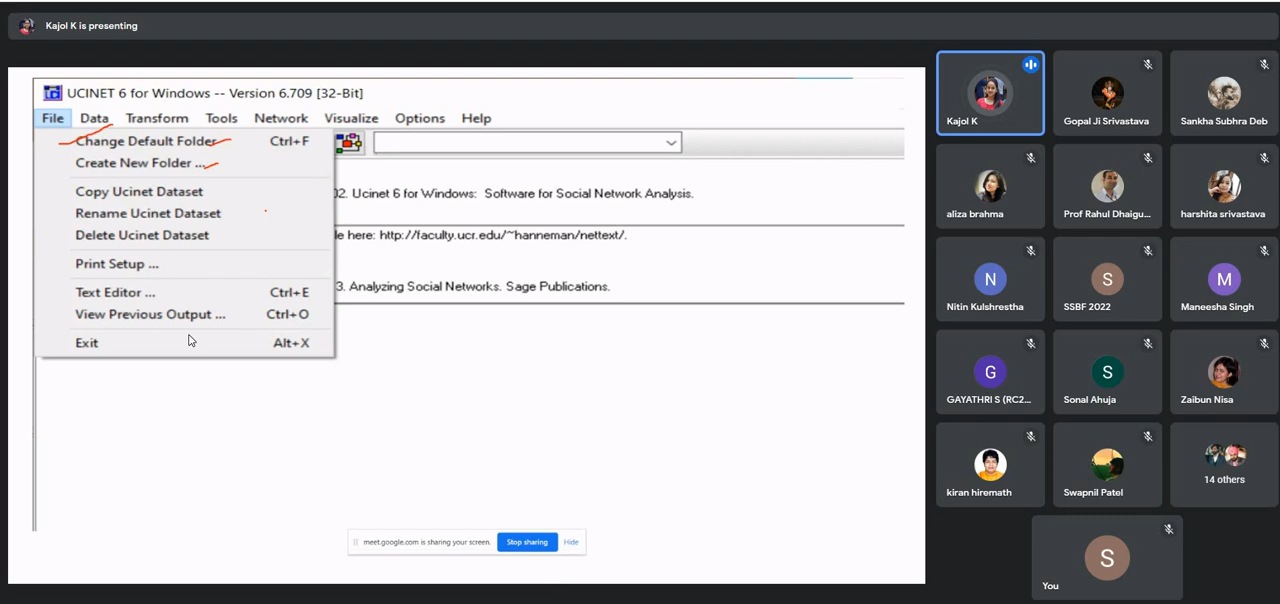 Kajol K is presenting
UCINET 6 for Windows -- Version 6.709 [32-Bit]
File Data Transform Tools Network Visualize Options Help
Change Default Folder Ctrl+F
Create New Folder ...
Copy Ucinet Dataset
Rename Ucinet Dataset
Delete Ucinet Dataset
Print Setup ...
Text Editor ... Ctrl+E
View Previous Output ... Ctrl+O
Exit Alt+X
02. Ucinet 6 for Windows: Software for Social Network Analysis.
le here: http://faculty.ucr.edu/~hanneman/nettext/.
3. Analyzing Social Networks. Sage Publications.
meet.google.com is sharing your screen. Stop sharing Hide
Kajol K
Gopal Ji Srivastava
Sankha Subhra Deb
aliza brahma
Prof Rahul Dhaigu...
harshita srivastava
N
Nitin Kulshrestha
S
SSBF 2022
M
Maneesha Singh
G
GAYATHRI S (RC2...
S
Sonal Ahuja
Zaibun Nisa
kiran hiremath
Swapnil Patel
14 others
S
You